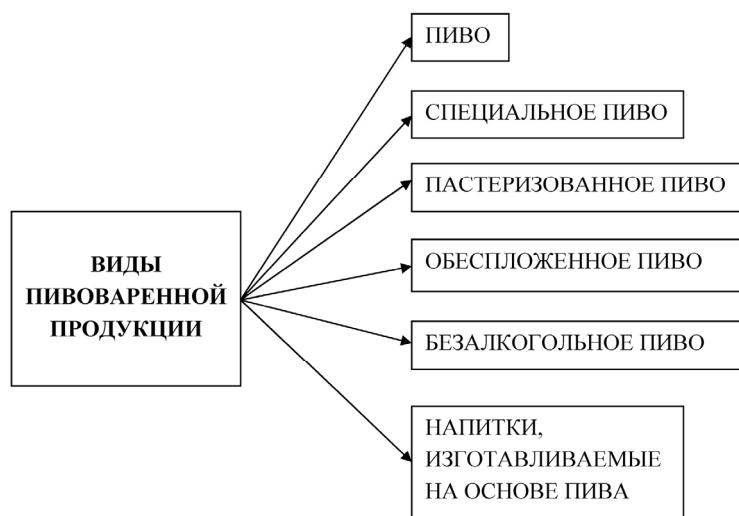 ВИДЫ
ПИВОВАРЕННОЙ
ПРОДУКЦИИ
ПИВО
СПЕЦИАЛЬНОЕ ПИВО
ПАСТЕРИЗОВАННОЕ ПИВО
ОБЕСПЛОЖЕННОЕ ПИВО
БЕЗАЛКОГОЛЬНОЕ ПИВО
НАПИТКИ,
ИЗГОТАВЛИВАЕМЫЕ
НА ОСНОВЕ ПИВА